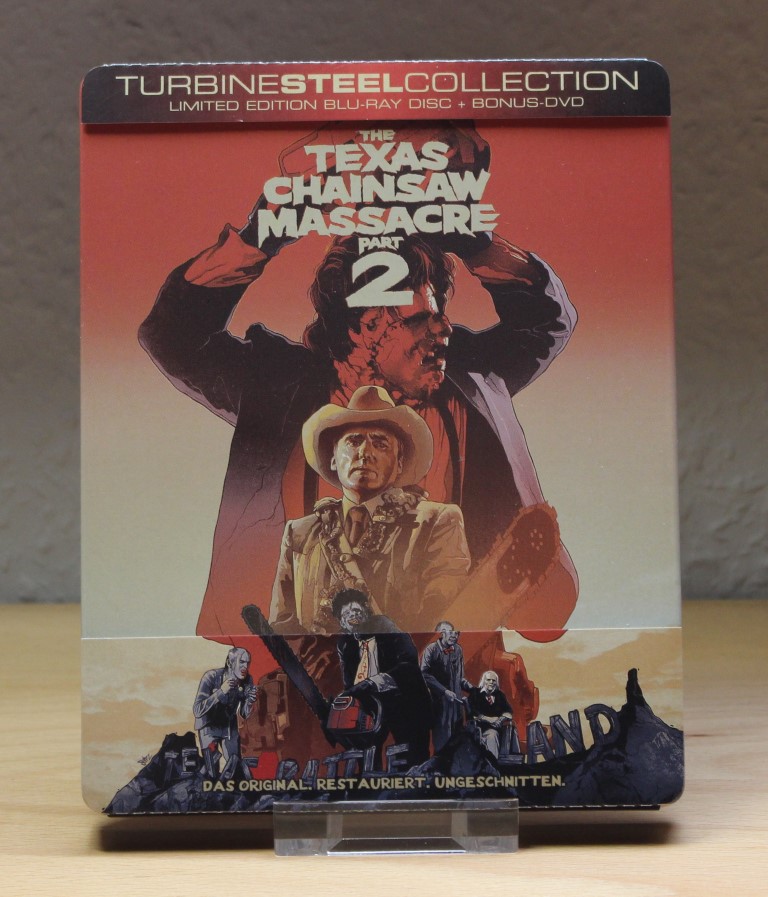 TURBINESTEELCOLLECTION
LIMITED EDITION BLU-RAY DISC + BONUS-DVD
THE
TEXAS
CHAINSAW
MASSACRE
PART
2
TEXAS BATTLE LAND
DAS ORIGINAL. RESTAURIERT. UNGESCHNITTEN.